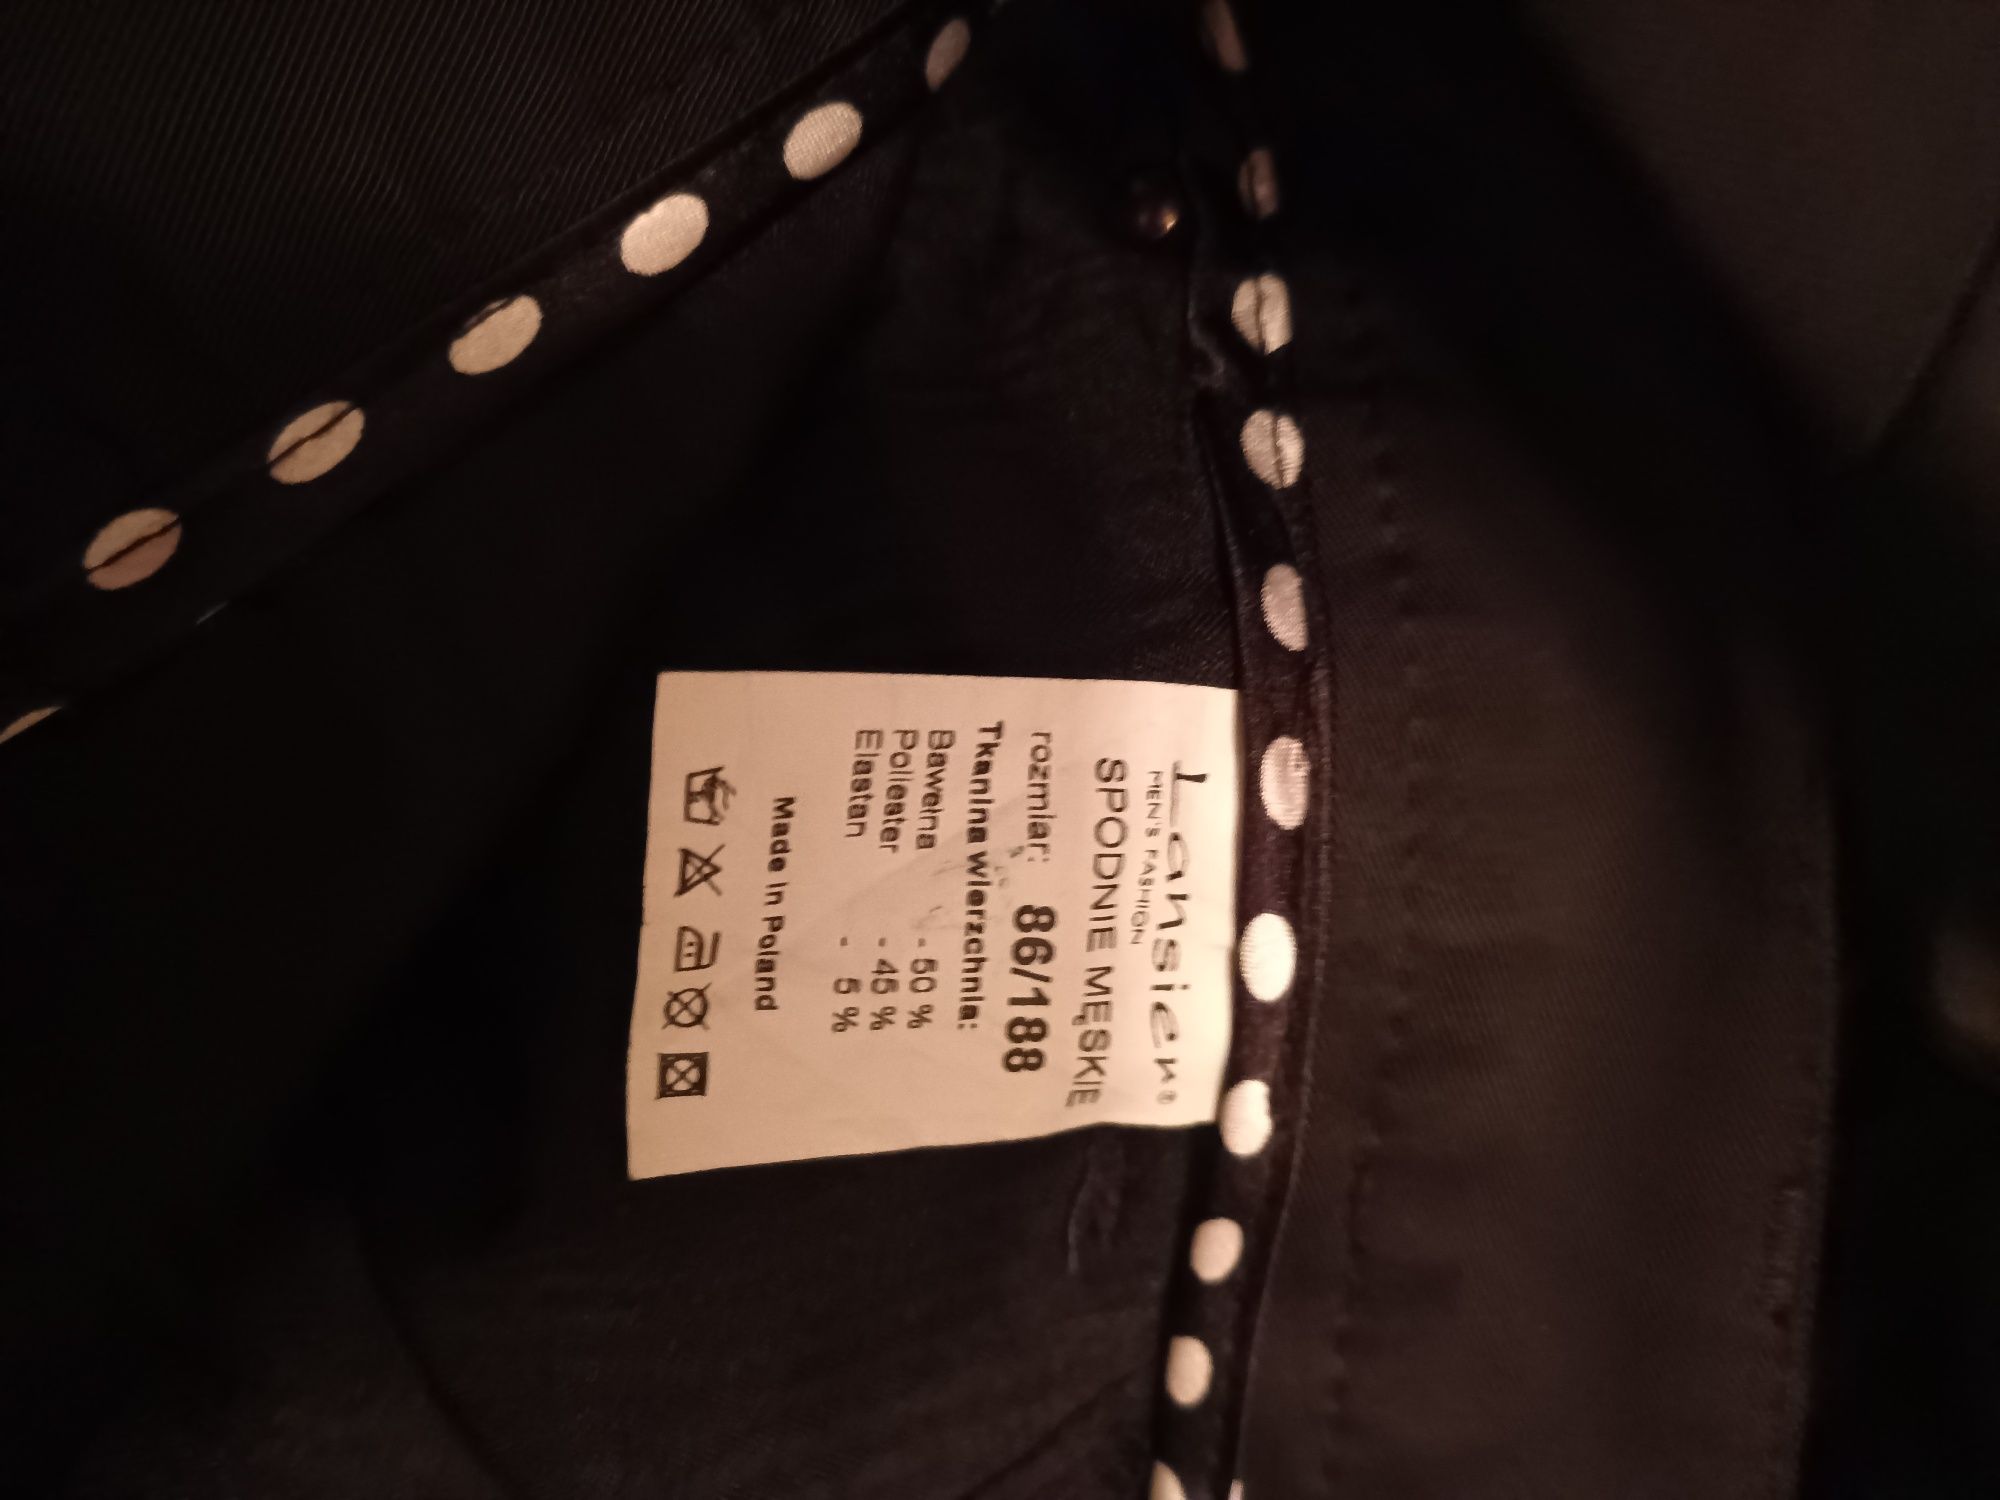 Lansier®
MEN'S FASHION
SPODNIE MĘSKIE
rozmiar: 86/188
Tkanina wierzchnia:
Bawełna - 50 %
Poliester - 45 %
Elastan - 5 %
Made in Poland